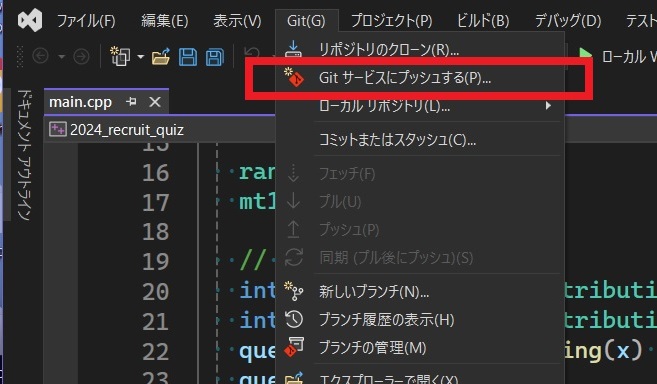 ファイル(F) 編集(E) 表示(V) Git(G) プロジェクト(P) ビルド(B) デバッグ(D) テスト
リポジトリのクローン(R)...
ローカル W
Git サービスにプッシュする(P)...
ドキュメント アウトライン
main.cpp
ローカル リポジトリ(L)...
2024_recruit_quiz
コミットまたはスタッシュ(C)...
15
16 ran
フェッチ(F)
17 mt1
プル(U)
18
プッシュ(P)
19 //
同期 (プル後にプッシュ)(S)
20 int
新しいブランチ(N)...
tributi
21 int
ブランチ履歴の表示(H)
tributi
22 que
ブランチの管理(M)
ing(x)
23 que
エクスプローラーで開く(X)